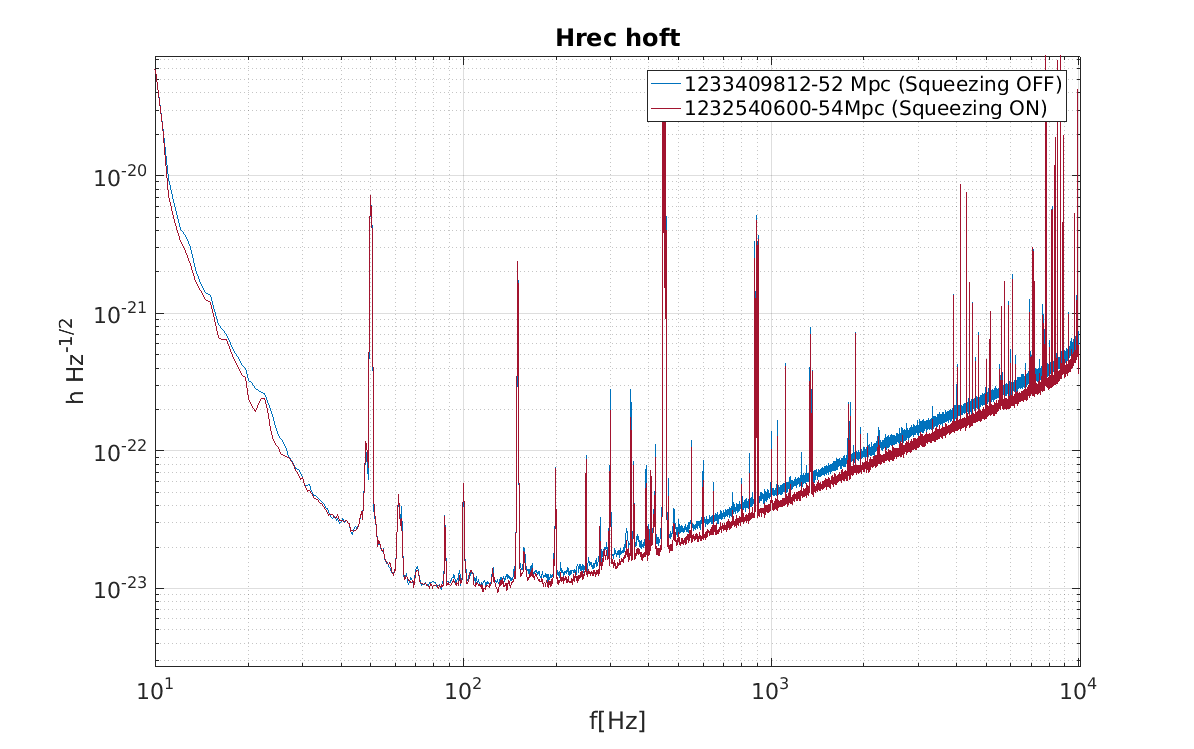 Hrec hoft
1233409812-52 Mpc (Squeezing OFF)
1232540600-54Mpc (Squeezing ON)
10^-20
10^-21
10^-22
10^-23
h Hz^-1/2
10^1 10^2 10^3 10^4
f[Hz]